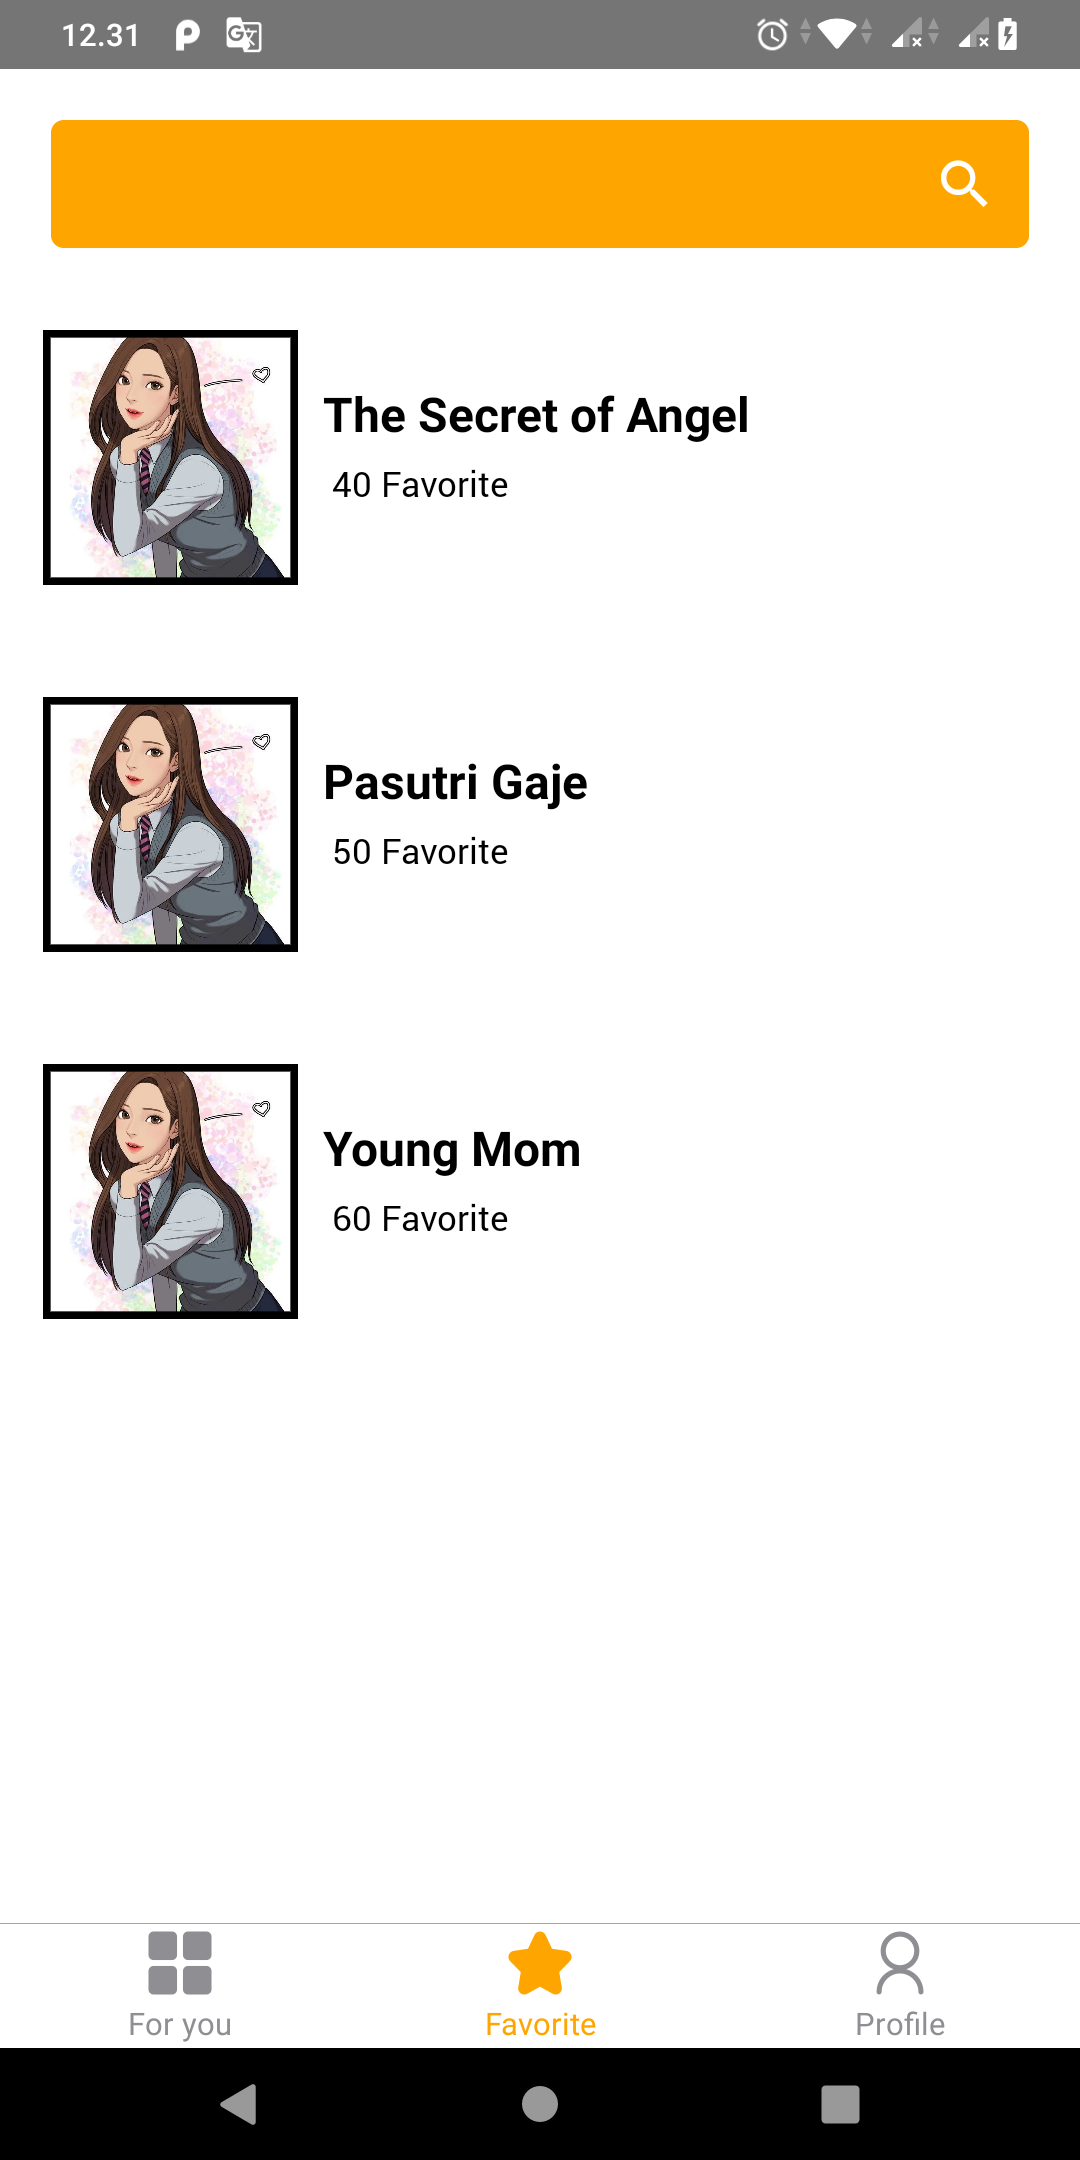 12.31
The Secret of Angel
40 Favorite
Pasutri Gaje
50 Favorite
Young Mom
60 Favorite
For you
Favorite
Profile